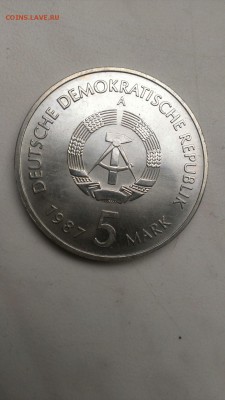 COINS.LAVE.RU
DEUTSCHE DEMOKRATISCHE REPUBLIK
A
1987 5 MARK